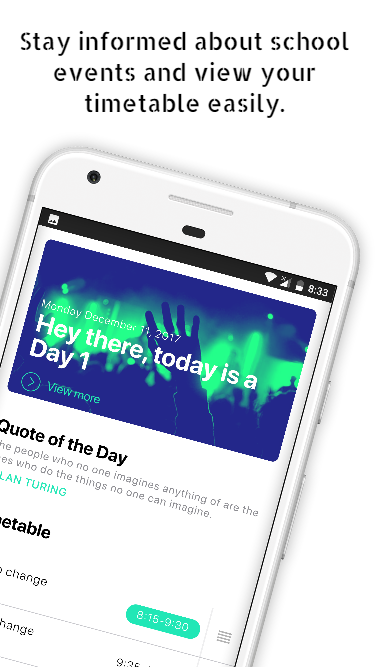 Stay informed about school
events and view your
timetable easily.
8:33
Monday December 11, 2017
Hey there, today is a
Day 1
View more
Quote of the Day
he people who no one imagines anything of are the
es who do the things no one can imagine.
LAN TURING
etable
o change
8:15-9:30
hange
9:35